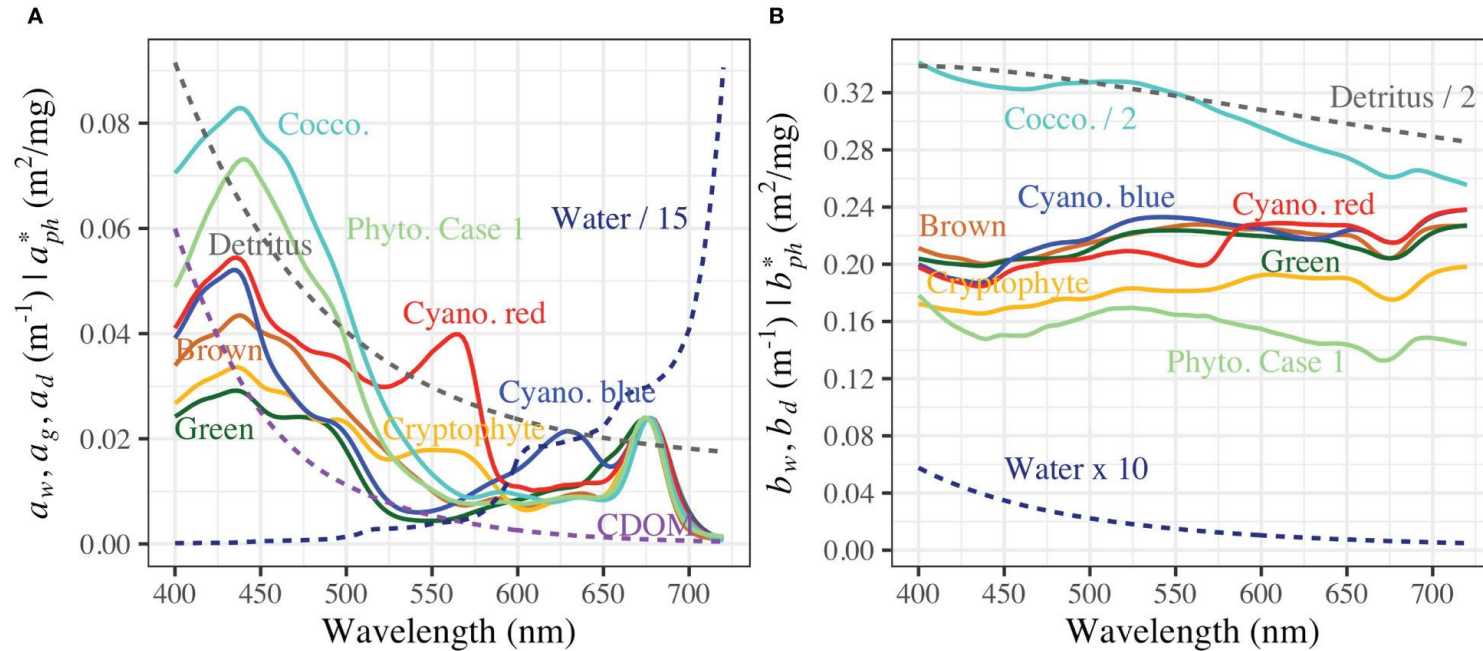 A
a_w, a_g, a_d (m⁻¹) | a*_ph (m²/mg)
0.08
0.06
0.04
0.02
0.00
Cocco.
Phyto. Case 1
Water / 15
Detritus
Cyano. red
Brown
Cyano. blue
Green
Cryptophyte
CDOM
400 450 500 550 600 650 700
Wavelength (nm)
B
b_w, b_d (m⁻¹) | b*_ph (m²/mg)
0.32
0.28
0.24
0.20
0.16
0.12
0.08
0.04
0.00
Detritus / 2
Cocco. / 2
Cyano. blue
Cyano. red
Brown
Green
Cryptophyte
Phyto. Case 1
Water x 10
400 450 500 550 600 650 700
Wavelength (nm)